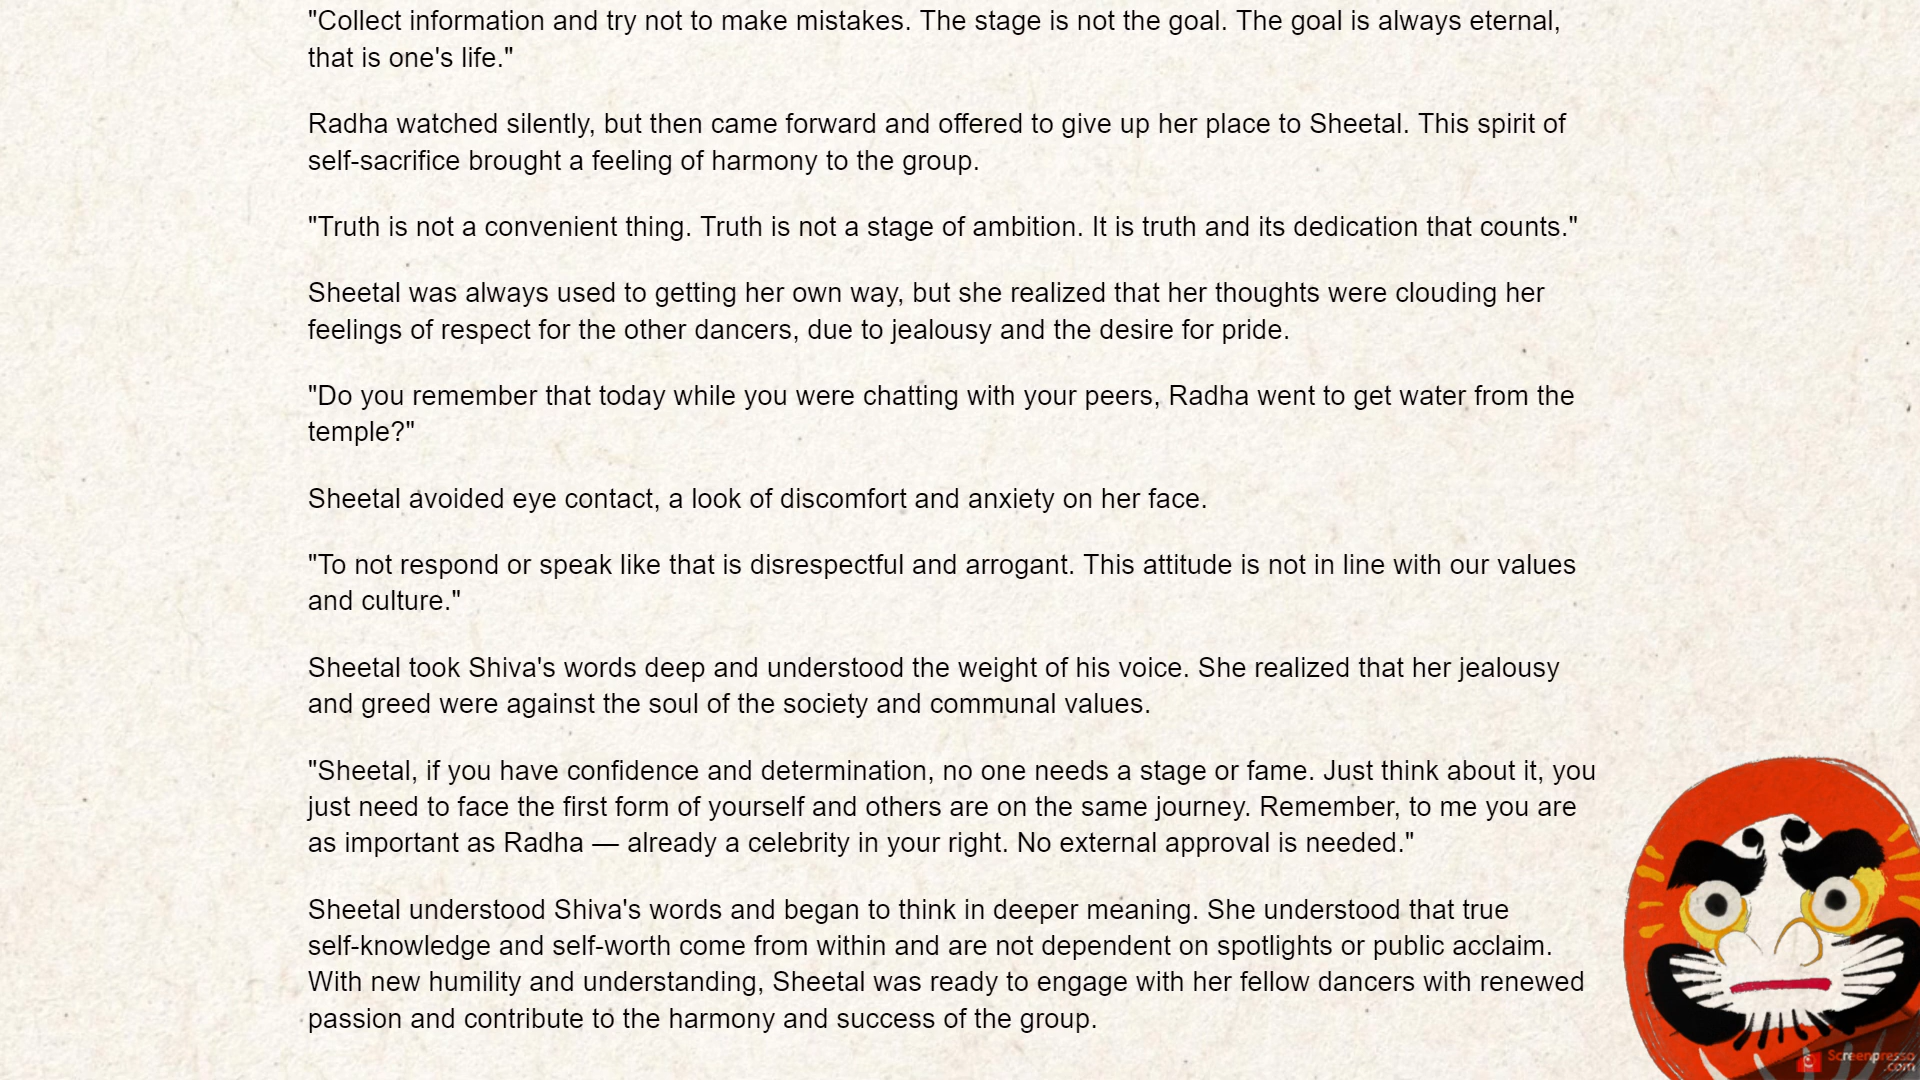 "Collect information and try not to make mistakes. The stage is not the goal. The goal is always eternal,
that is one's life."
Radha watched silently, but then came forward and offered to give up her place to Sheetal. This spirit of
self-sacrifice brought a feeling of harmony to the group.
"Truth is not a convenient thing. Truth is not a stage of ambition. It is truth and its dedication that counts."
Sheetal was always used to getting her own way, but she realized that her thoughts were clouding her
feelings of respect for the other dancers, due to jealousy and the desire for pride.
"Do you remember that today while you were chatting with your peers, Radha went to get water from the
temple?"
Sheetal avoided eye contact, a look of discomfort and anxiety on her face.
"To not respond or speak like that is disrespectful and arrogant. This attitude is not in line with our values
and culture."
Sheetal took Shiva's words deep and understood the weight of his voice. She realized that her jealousy
and greed were against the soul of the society and communal values.
"Sheetal, if you have confidence and determination, no one needs a stage or fame. Just think about it, you
just need to face the first form of yourself and others are on the same journey. Remember, to me you are
as important as Radha — already a celebrity in your right. No external approval is needed."
Sheetal understood Shiva's words and began to think in deeper meaning. She understood that true
self-knowledge and self-worth come from within and are not dependent on spotlights or public acclaim.
With new humility and understanding, Sheetal was ready to engage with her fellow dancers with renewed
passion and contribute to the harmony and success of the group.
Screenpresso
.com